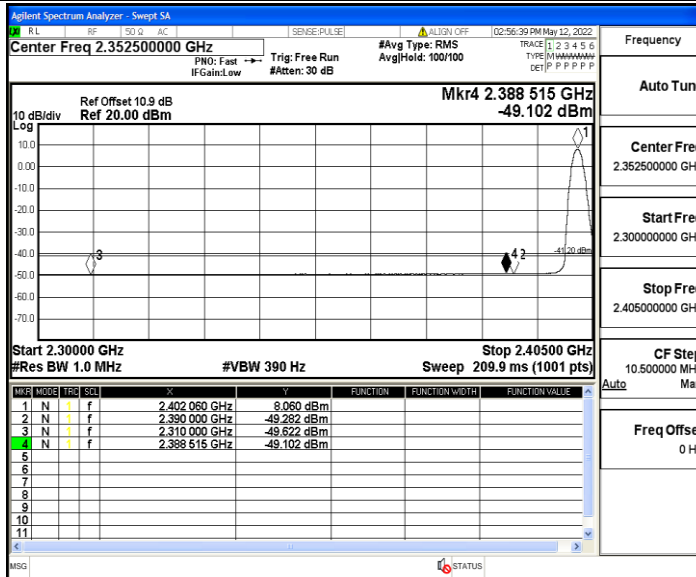 Agilent Spectrum Analyzer - Swept SA
RL RF 50 Ω AC SENSE:PULSE ALIGN OFF 02:56:39 PM May 12, 2022
Center Freq 2.352500000 GHz
#Avg Type: RMS
TRACE 1 2 3 4 5 6
PNO: Fast Trig: Free Run Avg|Hold: 100/100
TYPE M W W W W W
IFGain:Low #Atten: 30 dB
DET P P P P P P
Mkr4 2.388 515 GHz
-49.102 dBm
Ref Offset 10.9 dB
10 dB/div Ref 20.00 dBm
Log
10.0
0.00
-10.0
-20.0
-30.0
-40.0
-50.0
-60.0
-70.0
1
3
4 2
-41.20 dBm
Start 2.30000 GHz Stop 2.40500 GHz
#Res BW 1.0 MHz #VBW 390 Hz Sweep 209.9 ms (1001 pts)
MKR MODE TRC SCL X Y FUNCTION FUNCTION WIDTH FUNCTION VALUE
1 N 1 f 2.402 060 GHz 8.060 dBm
2 N 1 f 2.390 000 GHz -49.282 dBm
3 N 1 f 2.310 000 GHz -49.622 dBm
4 N 1 f 2.388 515 GHz -49.102 dBm
5
6
7
8
9
10
11
MSG STATUS
Frequency
Auto Tun
Center Fre
2.352500000 GH
Start Fre
2.300000000 GH
Stop Fre
2.405000000 GH
CF Ste
10.500000 MH
Auto Ma
Freq Offse
0 H